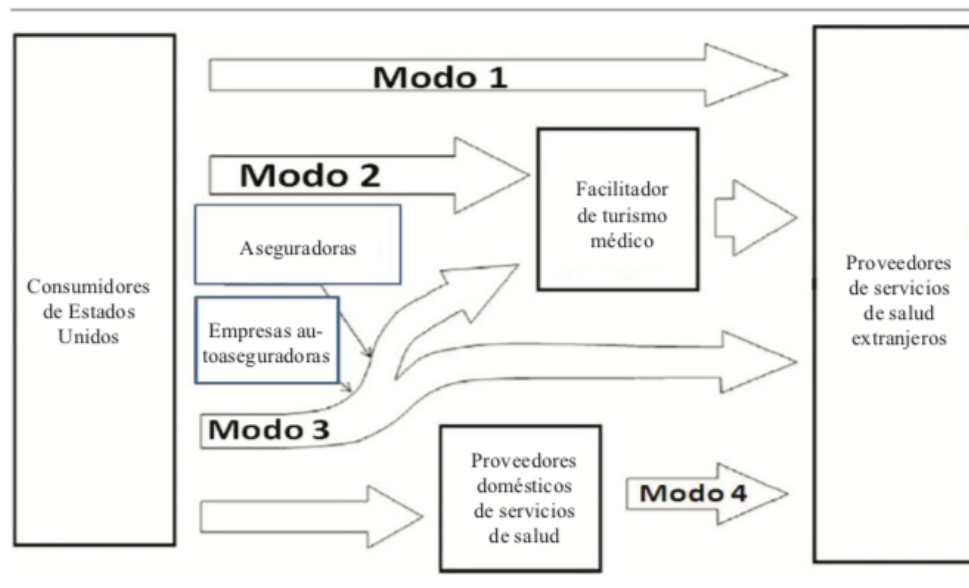 Modo 1
Modo 2
Facilitador
de turismo
médico
Aseguradoras
Consumidores
de Estados
Unidos
Empresas au-
toaseguradoras
Proveedores
de servicios
de salud
extranjeros
Modo 3
Proveedores
domésticos
de servicios
de salud
Modo 4